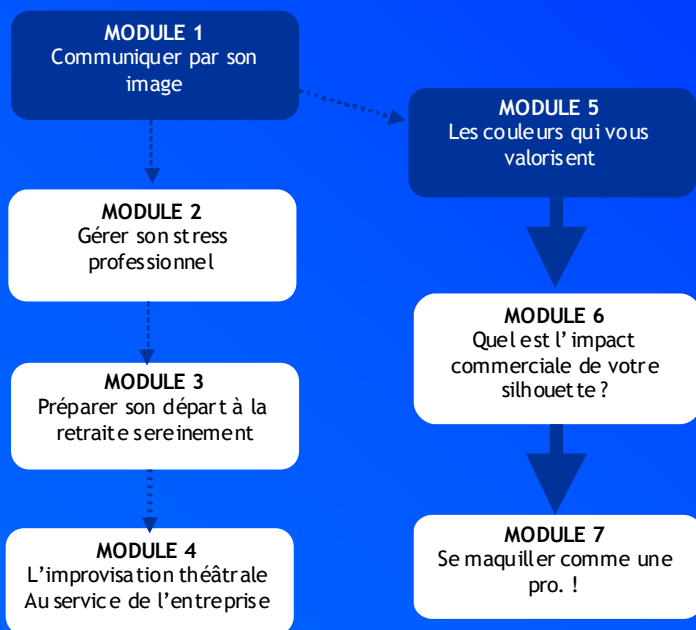 MODULE 1
Communiquer par son
image
MODULE 2
Gérer son stress
professionnel
MODULE 3
Préparer son départ à la
retraite sereinement
MODULE 4
L’improvisation théâtrale
Au service de l’entreprise
MODULE 5
Les couleurs qui vous
valorisent
MODULE 6
Quel est l’impact
commerciale de votre
silhouette ?
MODULE 7
Se maquiller comme une
pro. !